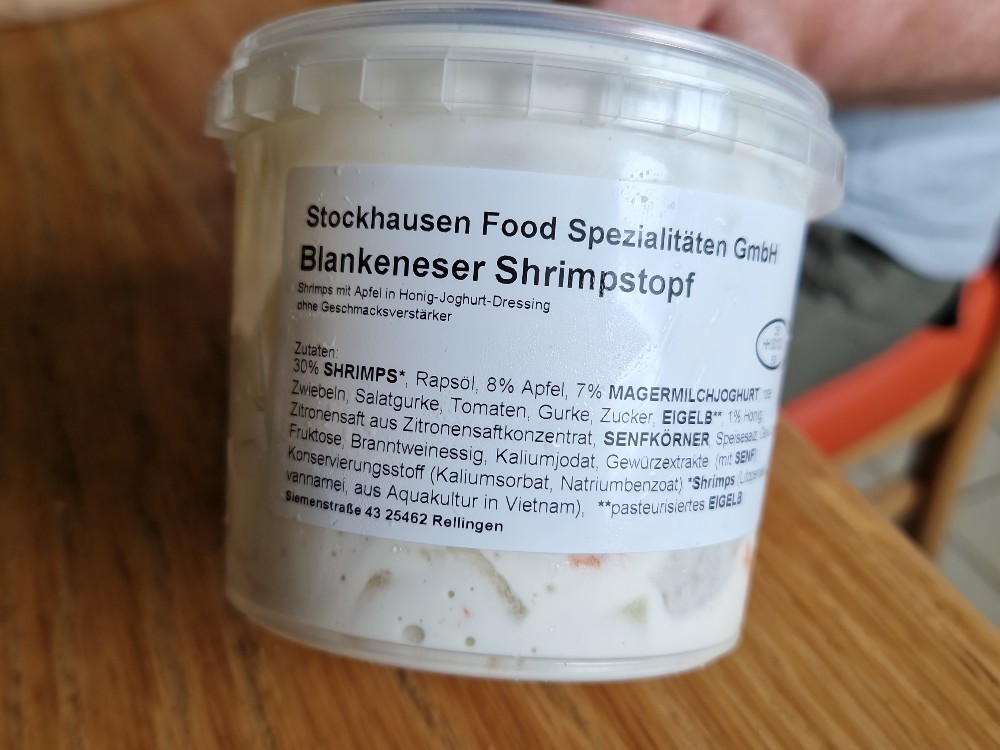 Stockhausen Food Spezialitäten GmbH
Blankeneser Shrimpstopf
Shrimps mit Apfel in Honig-Joghurt-Dressing
ohne Geschmacksverstärker
Zutaten:
30% SHRIMPS*, Rapsöl, 8% Apfel, 7% MAGERMILCHJOGHURT
Zwiebeln, Salatgurke, Tomaten, Gurke, Zucker, EIGELB** 1% Honig,
Zitronensaft aus Zitronensaftkonzentrat, SENFKÖRNER Speisesalz,
Fruktose, Branntweinessig, Kaliumjodat, Gewürzextrakte (mit SENF)
Konservierungsstoff (Kaliumsorbat, Natriumbenzoat) *Shrimps
vannamei, aus Aquakultur in Vietnam), **pasteurisiertes EIGELB
Siemenstraße 43 25462 Rellingen